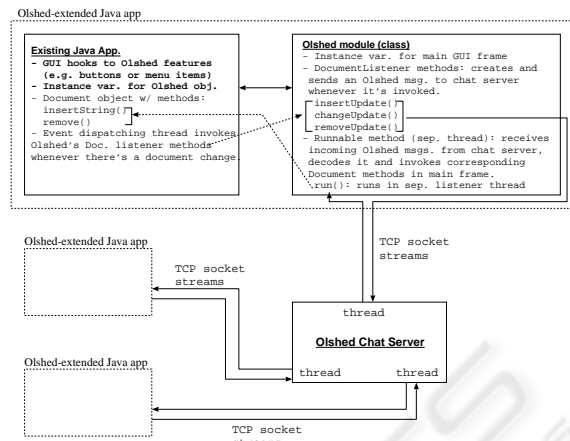 Olshed-extended Java app
Existing Java App.
- GUI hooks to Olshed features
(e.g. buttons or menu items)
- Instance var. for Olshed obj.
- Document object w/ methods:
insertString()
remove()
- Event dispatching thread invokes
Olshed's Doc. listener methods
whenever there's a document change.
Olshed module (class)
- Instance var. for main GUI frame
- DocumentListener methods: creates and
sends an Olshed msg. to chat server
whenever it's invoked.
insertUpdate()
changeUpdate()
removeUpdate()
- Runnable method (sep. thread): receives
incoming Olshed msgs. from chat server,
decodes it and invokes corresponding
Document methods in main frame.
run(): runs in sep. listener thread
Olshed-extended Java app
TCP socket
streams
TCP socket
streams
thread
Olshed Chat Server
thread thread
Olshed-extended Java app
TCP socket